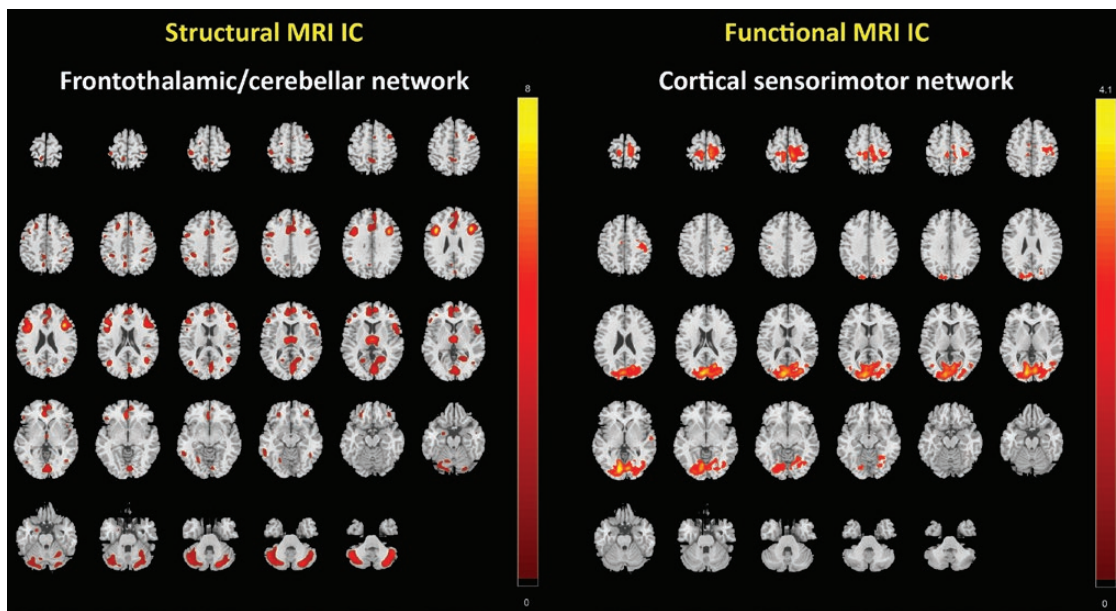 Structural MRI IC
Frontothalamic/cerebellar network
8
0
Functional MRI IC
Cortical sensorimotor network
4.1
0